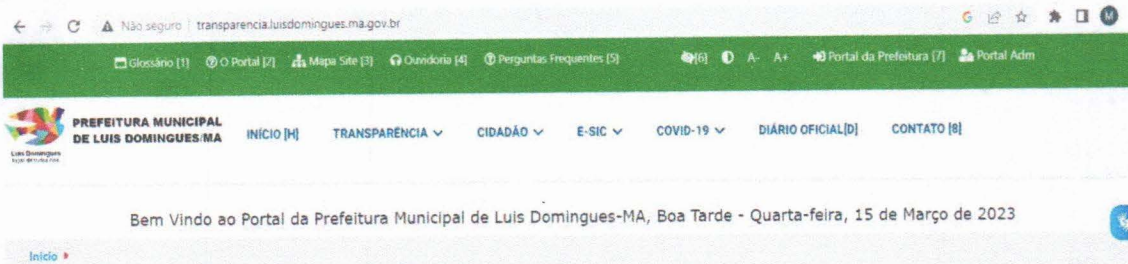 Não seguro transparencia.luisdomingues.ma.gov.br
Glossário [1] O Portal [2] Mapa Site [3] Ouvidoria [4] Perguntas Frequentes [5] [6] A- A+ Portal da Prefeitura [7] Portal Adm
PREFEITURA MUNICIPAL
DE LUIS DOMINGUES/MA
INÍCIO [H] TRANSPARÊNCIA CIDADÃO E-SIC COVID-19 DIÁRIO OFICIAL[D] CONTATO [8]
Luis Domingues
Bem Vindo ao Portal da Prefeitura Municipal de Luis Domingues-MA, Boa Tarde - Quarta-feira, 15 de Março de 2023
Início